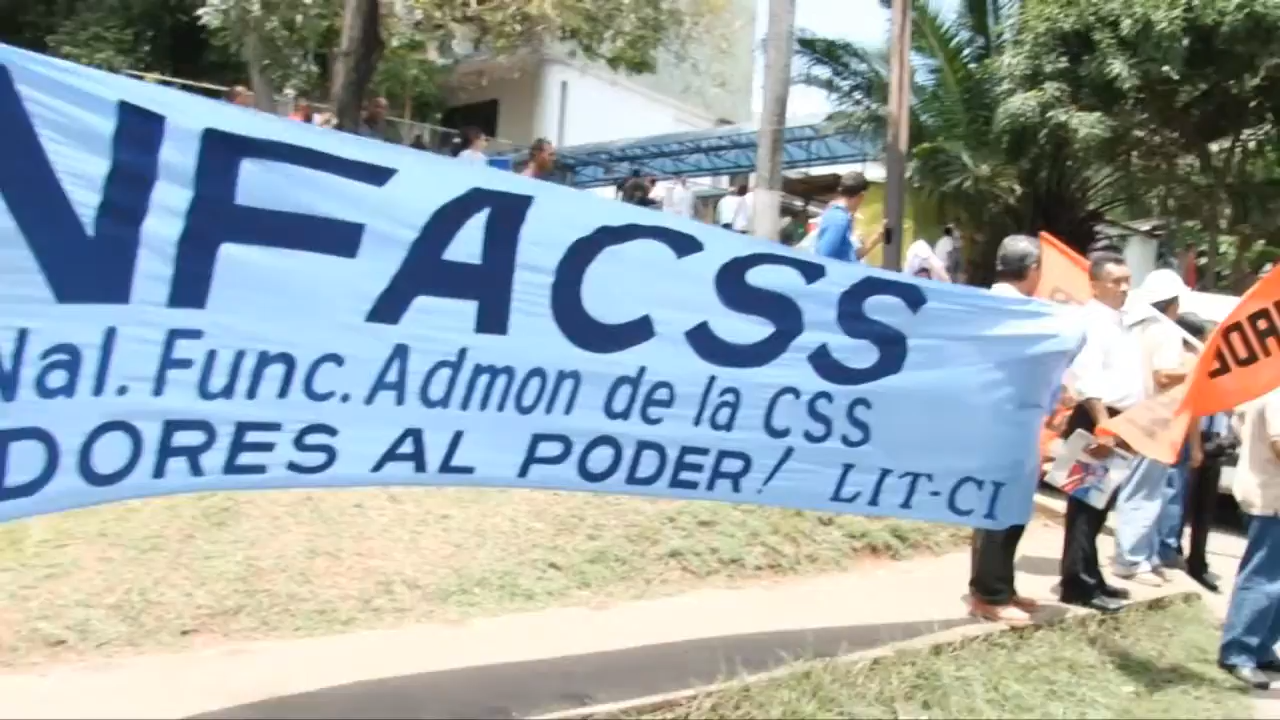 NFACSS
Nal. Func. Admon de la CSS
DORES AL PODER! LIT-CI